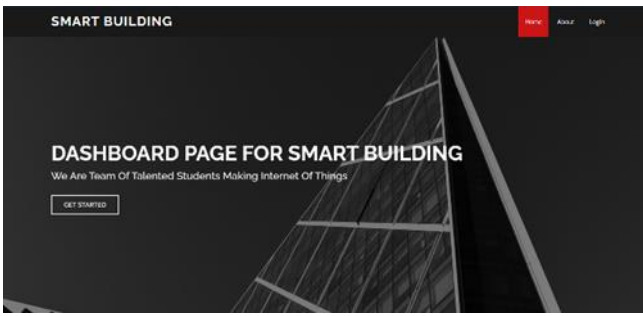 SMART BUILDING
Home About Login
DASHBOARD PAGE FOR SMART BUILDING
We Are Team Of Talented Students Making Internet Of Things
GET STARTED